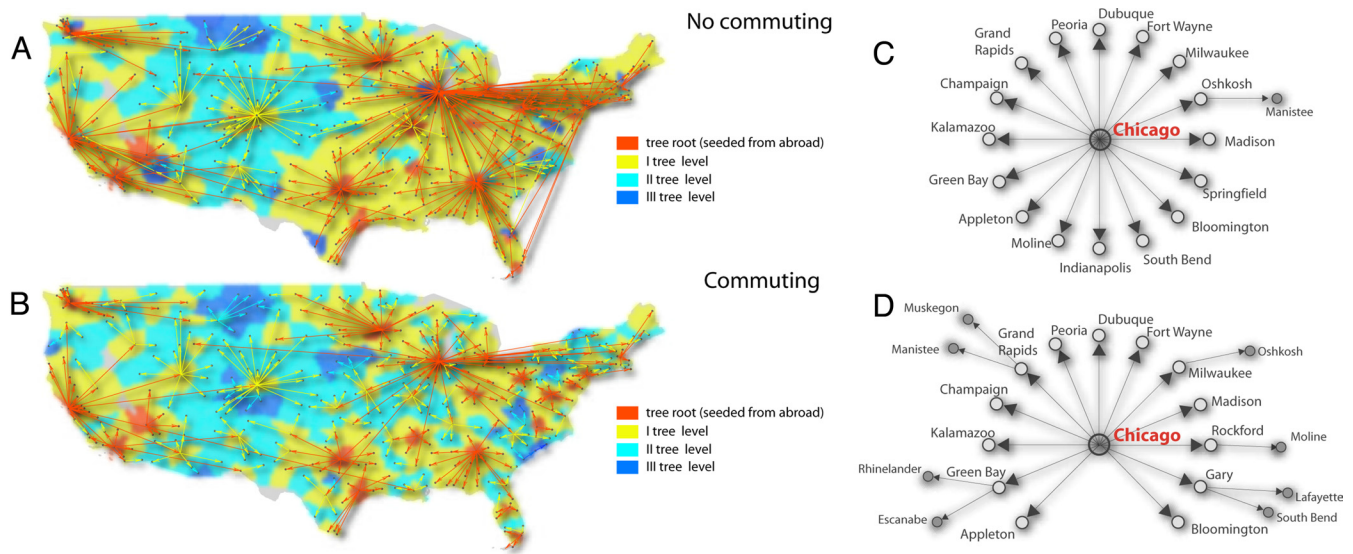 A
No commuting
tree root (seeded from abroad)
I tree level
II tree level
III tree level
B
Commuting
tree root (seeded from abroad)
I tree level
II tree level
III tree level
C
Dubuque
Peoria
Fort Wayne
Grand
Rapids
Milwaukee
Champaign
Oshkosh
Manistee
Kalamazoo
Chicago
Madison
Green Bay
Springfield
Appleton
Bloomington
Moline
South Bend
Indianapolis
D
Muskegon
Dubuque
Peoria
Fort Wayne
Grand
Rapids
Manistee
Oshkosh
Milwaukee
Champaign
Madison
Kalamazoo
Chicago
Rockford
Moline
Rhinelander
Green Bay
Gary
Lafayette
South Bend
Escanabe
Appleton
Bloomington